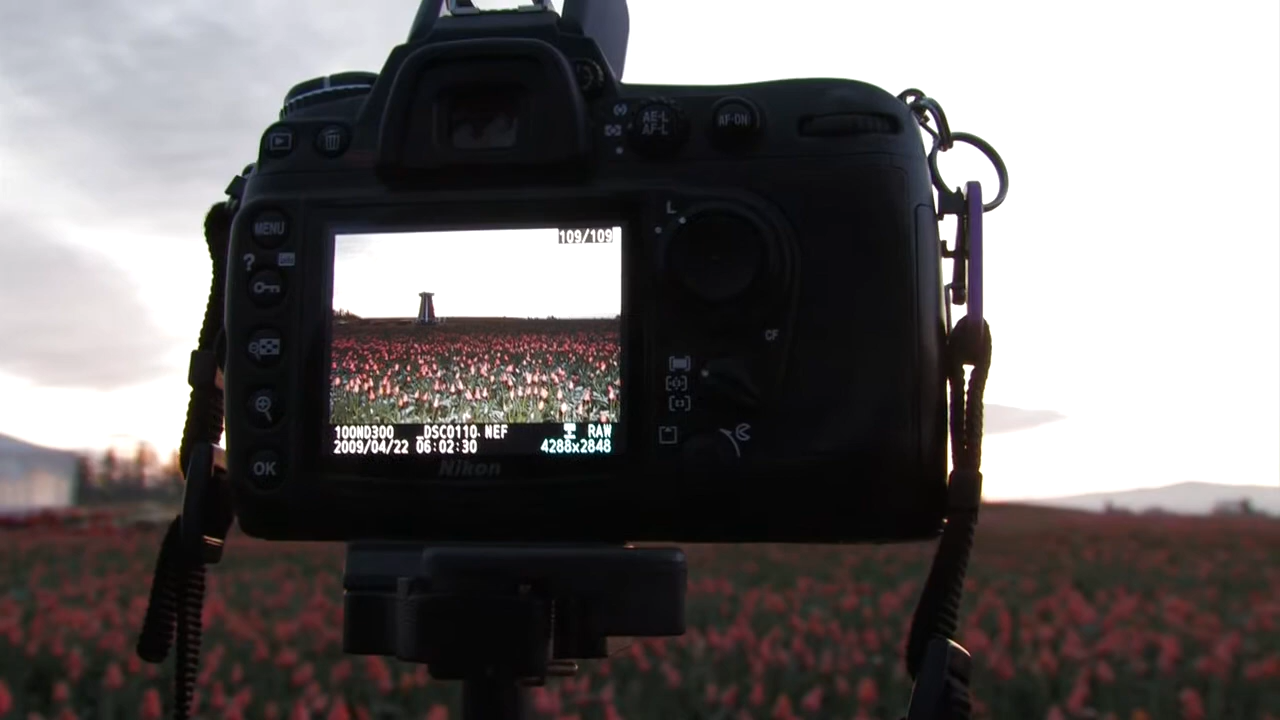 AE-L
AF-L
AF-ON
MENU
?
L
109/109
CF
100ND300 _DSC0110.NEF RAW
2009/04/22 06:02:30 4288x2848
OK
Nikon